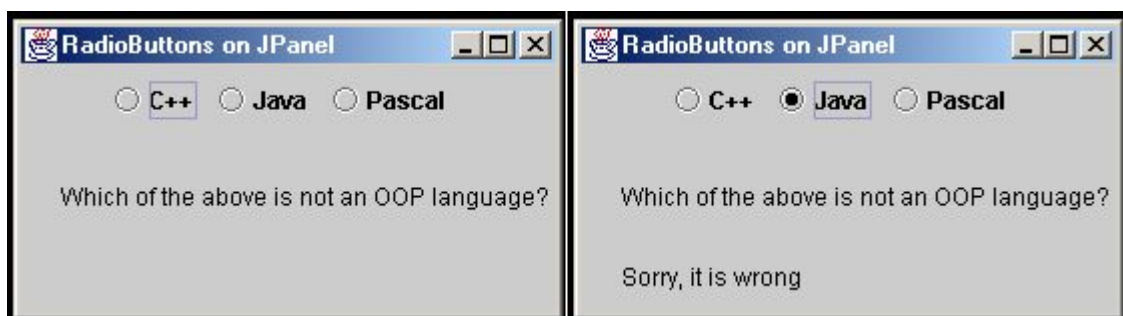 RadioButtons on JPanel
C++ Java Pascal
Which of the above is not an OOP language?
RadioButtons on JPanel
C++ Java Pascal
Which of the above is not an OOP language?
Sorry, it is wrong